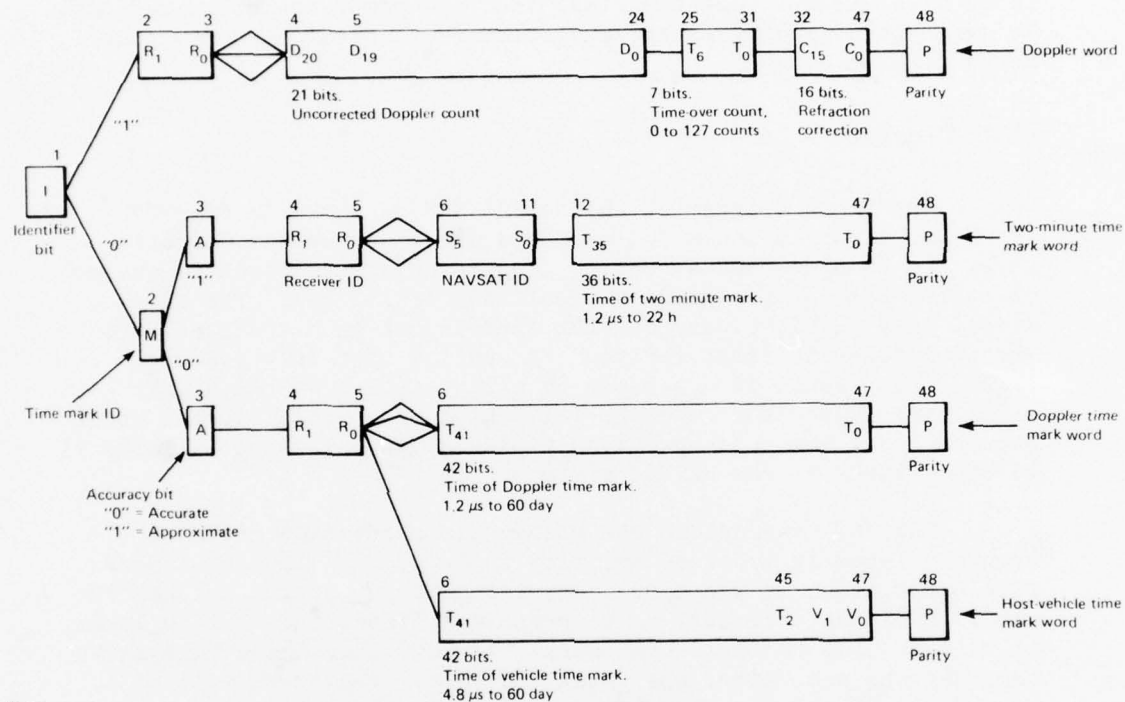 2 3 4 5 24 25 31 32 47 48
R1 R0 D20 D19 D0 T6 T0 C15 C0 P Doppler word
21 bits.
Uncorrected Doppler count
7 bits.
Time-over count,
0 to 127 counts
16 bits.
Refraction
correction
Parity
"1"
1
I
Identifier
bit
"0"
3 4 5 6 11 12 47 48
A R1 R0 S5 S0 T35 T0 P Two-minute time
mark word
"1"
Receiver ID
NAVSAT ID
36 bits.
Time of two minute mark.
1.2 μs to 22 h
Parity
2
M
"0"
Time mark ID
3 4 5 6 47 48
A R1 R0 T41 T0 P Doppler time
mark word
42 bits.
Time of Doppler time mark.
1.2 μs to 60 day
Parity
Accuracy bit
"0" = Accurate
"1" = Approximate
6 45 47 48
T41 T2 V1 V0 P Host-vehicle time
mark word
42 bits.
Time of vehicle time mark.
4.8 μs to 60 day
Parity